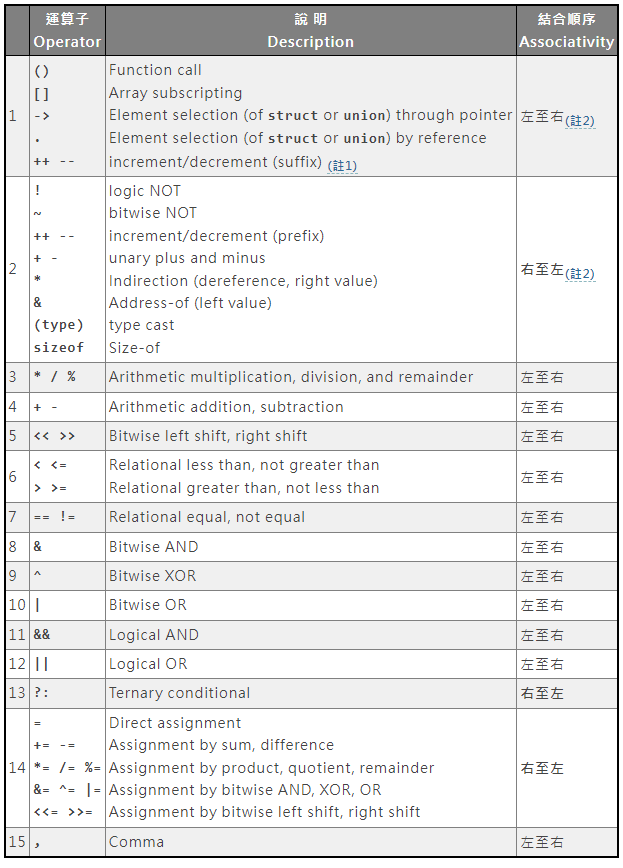 運算子 說 明 結合順序
Operator Description Associativity
() Function call
[] Array subscripting
1 -> Element selection (of struct or union) through pointer 左至右(註2)
. Element selection (of struct or union) by reference
++ -- increment/decrement (suffix) (註1)
! logic NOT
~ bitwise NOT
++ -- increment/decrement (prefix)
+ - unary plus and minus
2 * Indirection (dereference, right value) 右至左(註2)
& Address-of (left value)
(type) type cast
sizeof Size-of
3 * / % Arithmetic multiplication, division, and remainder 左至右
4 + - Arithmetic addition, subtraction 左至右
5 << >> Bitwise left shift, right shift 左至右
6 < <= Relational less than, not greater than 左至右
> >= Relational greater than, not less than
7 == != Relational equal, not equal 左至右
8 & Bitwise AND 左至右
9 ^ Bitwise XOR 左至右
10 | Bitwise OR 左至右
11 && Logical AND 左至右
12 || Logical OR 左至右
13 ?: Ternary conditional 右至左
= Direct assignment
+= -= Assignment by sum, difference
14 *= /= %= Assignment by product, quotient, remainder 右至左
&= ^= |= Assignment by bitwise AND, XOR, OR
<<= >>= Assignment by bitwise left shift, right shift
15 , Comma 左至右